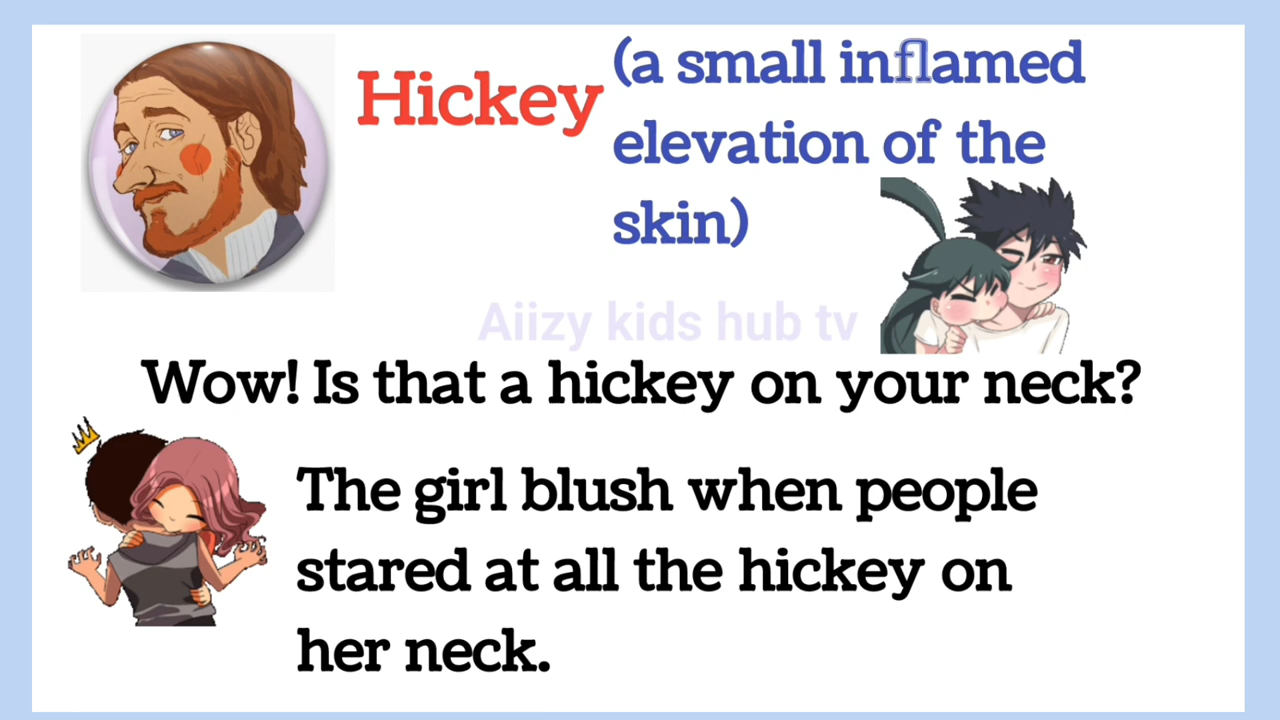 Hickey
(a small inflamed
elevation of the
skin)
Aiizy kids hub tv
Wow! Is that a hickey on your neck?
The girl blush when people
stared at all the hickey on
her neck.